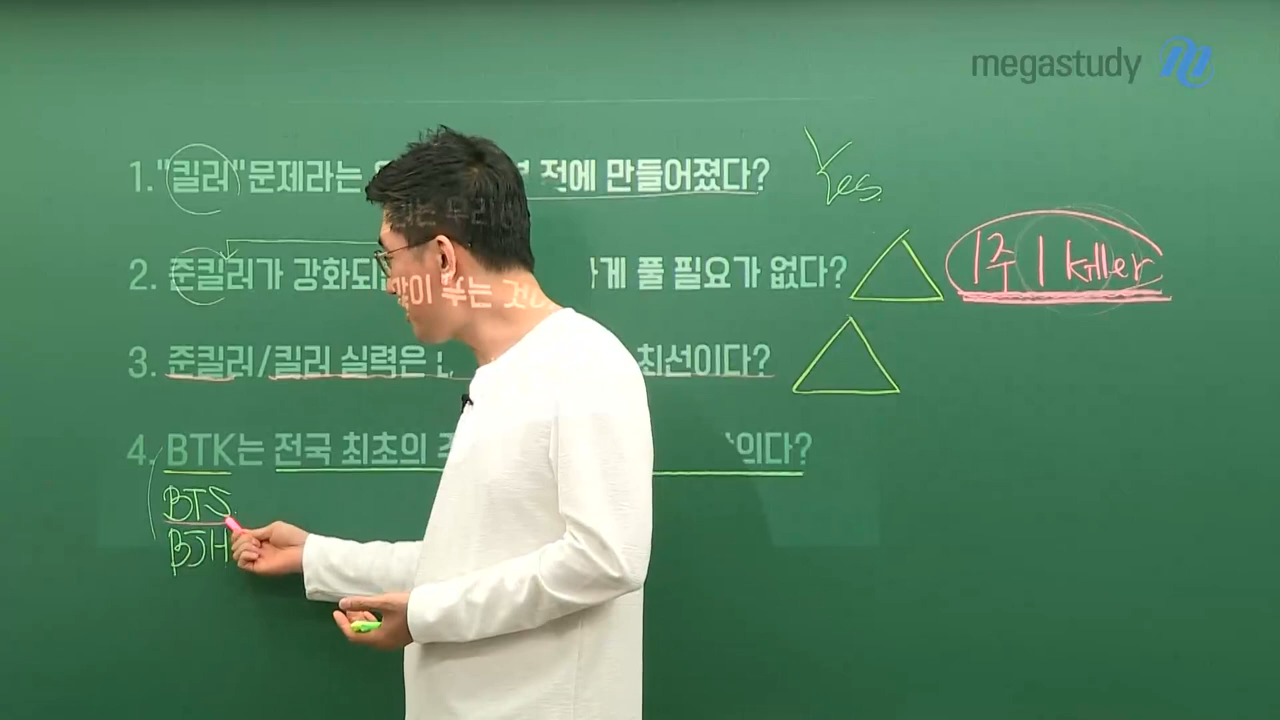 megastudy
1."킬러"문제라는 전에 만들어졌다?
Yes.
2. 준킬러가 강화되 게 풀 필요가 없다?
1주 1 killer
3. 준킬러/킬러 실력은 최선이다?
4. BTK는 전국 최초의 의다?
BTS
BJH